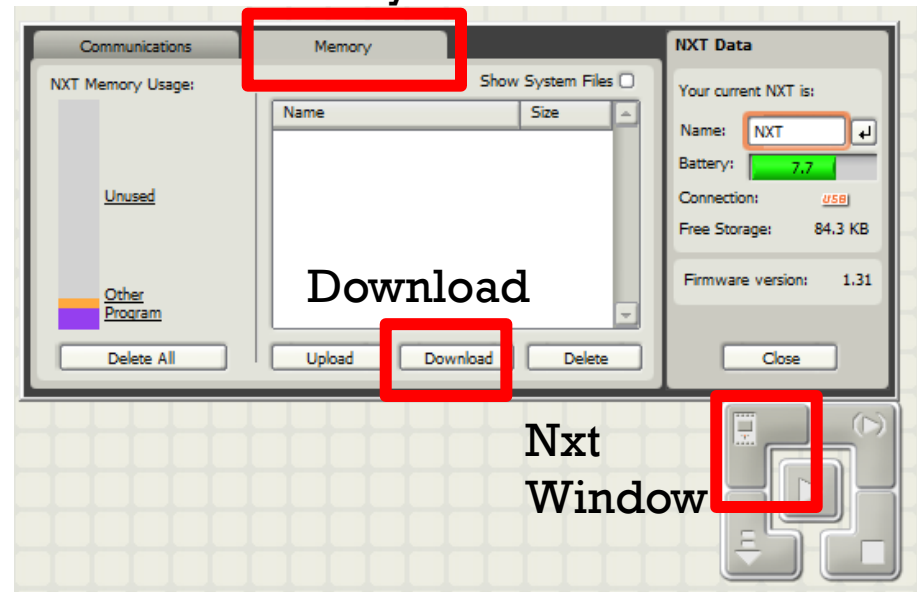 Communications
Memory
NXT Data
NXT Memory Usage:
Show System Files
Your current NXT is:
Name
Size
Name: NXT
Battery: 7.7
Unused
Connection: USB
Free Storage: 84.3 KB
Download
Firmware version: 1.31
Other
Program
Delete All
Upload
Download
Delete
Close
Nxt
Window